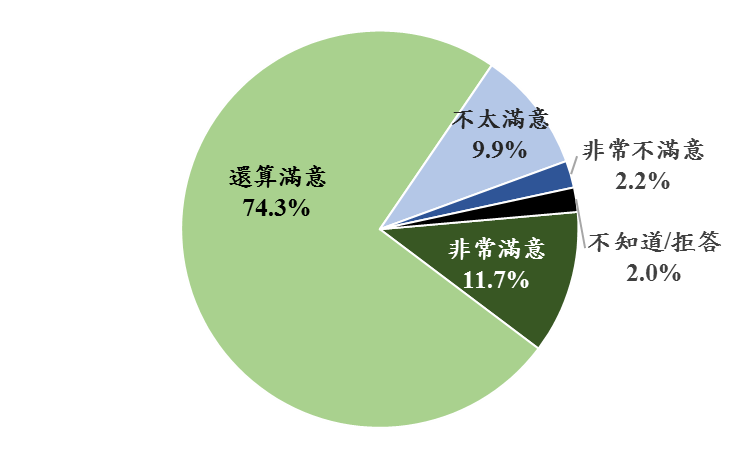 不太滿意
9.9%
非常不滿意
2.2%
還算滿意
74.3%
不知道/拒答
2.0%
非常滿意
11.7%